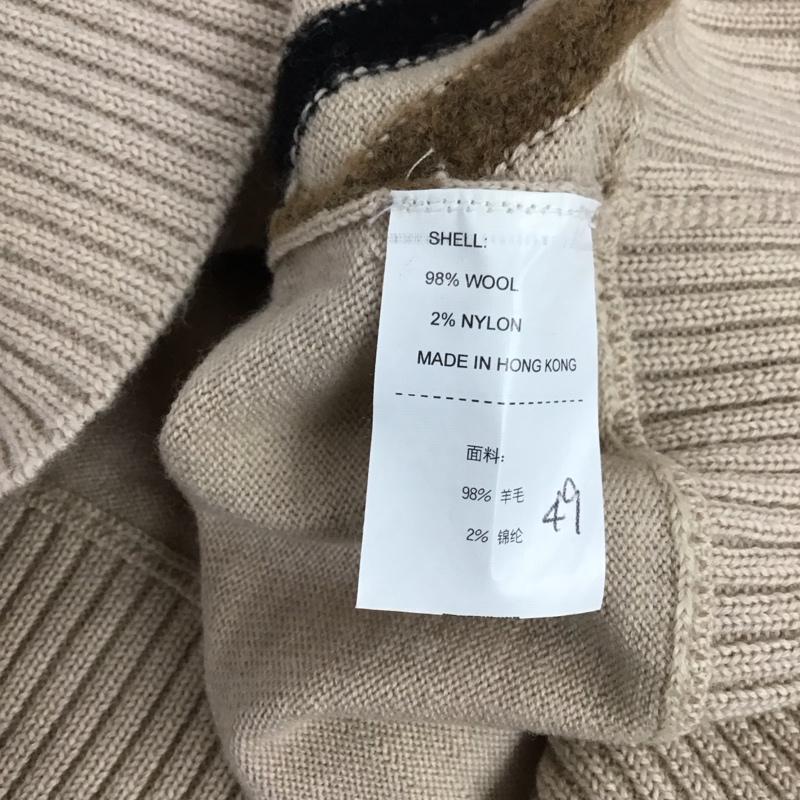 SHELL:
98% WOOL
2% NYLON
MADE IN HONG KONG
面料:
98% 羊毛
2% 锦纶
49